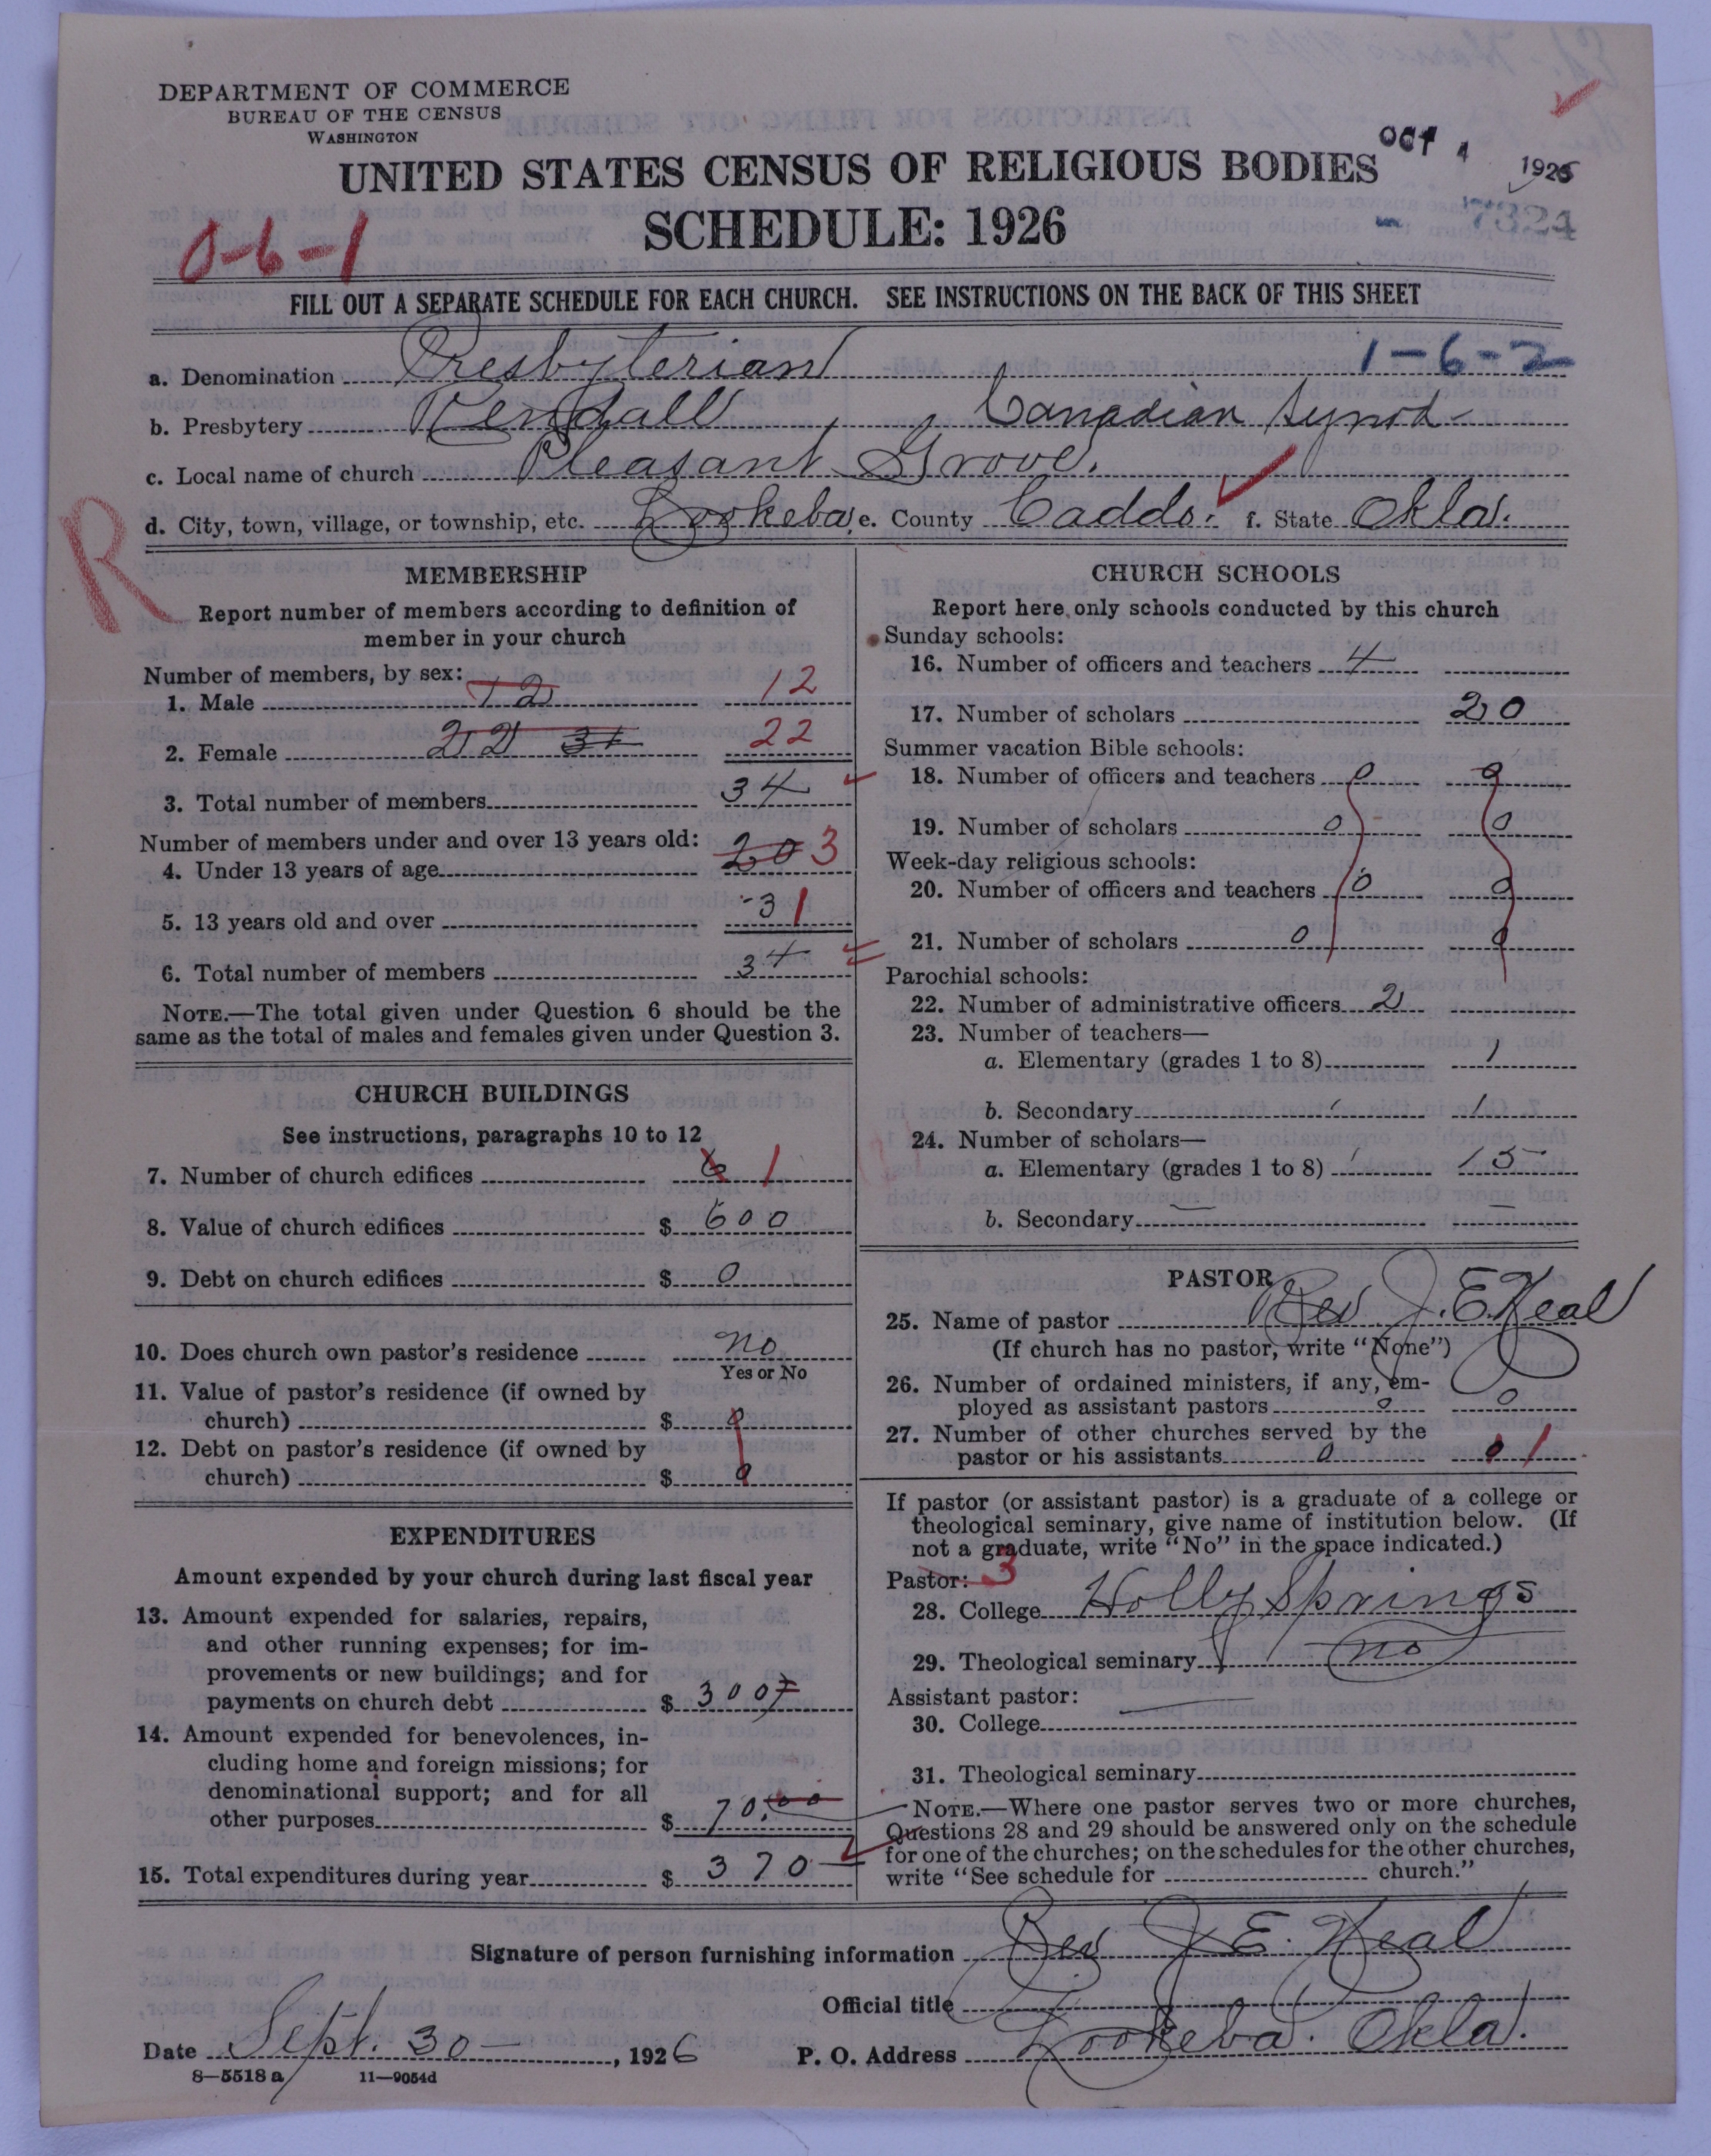 DEPARTMENT OF COMMERCE
BUREAU OF THE CENSUS
WASHINGTON
UNITED STATES CENSUS OF RELIGIOUS BODIES
OCT 4 1926
SCHEDULE: 1926
7324
0-6-1
FILL OUT A SEPARATE SCHEDULE FOR EACH CHURCH. SEE INSTRUCTIONS ON THE BACK OF THIS SHEET
1-6-2
a. Denomination Presbyterian
b. Presbytery Kendall, Canadian Synod
c. Local name of church Pleasant Grove.
d. City, town, village, or township, etc. Lookeba, e. County Caddo. f. State Okla.
R
MEMBERSHIP
Report number of members according to definition of
member in your church
Number of members, by sex:
1. Male 12 12
2. Female 22 31 22
3. Total number of members 34
Number of members under and over 13 years old:
4. Under 13 years of age 20 3
5. 13 years old and over 31
6. Total number of members 34
NOTE.—The total given under Question 6 should be the
same as the total of males and females given under Question 3.
CHURCH BUILDINGS
See instructions, paragraphs 10 to 12
7. Number of church edifices 1
8. Value of church edifices $ 600
9. Debt on church edifices $ 0
10. Does church own pastor's residence no
Yes or No
11. Value of pastor's residence (if owned by
church) $ 0
12. Debt on pastor's residence (if owned by
church) $ 0
EXPENDITURES
Amount expended by your church during last fiscal year
13. Amount expended for salaries, repairs,
and other running expenses; for im-
provements or new buildings; and for
payments on church debt $ 300
14. Amount expended for benevolences, in-
cluding home and foreign missions; for
denominational support; and for all
other purposes $ 70.00
15. Total expenditures during year $ 370
CHURCH SCHOOLS
Report here only schools conducted by this church
Sunday schools:
16. Number of officers and teachers 4
17. Number of scholars 20
Summer vacation Bible schools:
18. Number of officers and teachers 0 0
19. Number of scholars 0 0
Week-day religious schools:
20. Number of officers and teachers 0 0
21. Number of scholars 0 0
Parochial schools:
22. Number of administrative officers 2
23. Number of teachers—
a. Elementary (grades 1 to 8) 1
b. Secondary 1
24. Number of scholars—
a. Elementary (grades 1 to 8) 15
b. Secondary — —
PASTOR
25. Name of pastor Rev J. E. Neal
(If church has no pastor, write "None")
26. Number of ordained ministers, if any, em-
ployed as assistant pastors 0 0
27. Number of other churches served by the
pastor or his assistants 0 0 1
If pastor (or assistant pastor) is a graduate of a college or
theological seminary, give name of institution below. (If
not a graduate, write "No" in the space indicated.)
Pastor: 3
28. College Holly Springs
29. Theological seminary no
Assistant pastor:
30. College
31. Theological seminary
NOTE.—Where one pastor serves two or more churches,
Questions 28 and 29 should be answered only on the schedule
for one of the churches; on the schedules for the other churches,
write "See schedule for church."
Signature of person furnishing information Rev J. E. Neal
Official title
Date Sept. 30, 1926 P. O. Address Lookeba. Okla.
8—5518 a 11—9054d